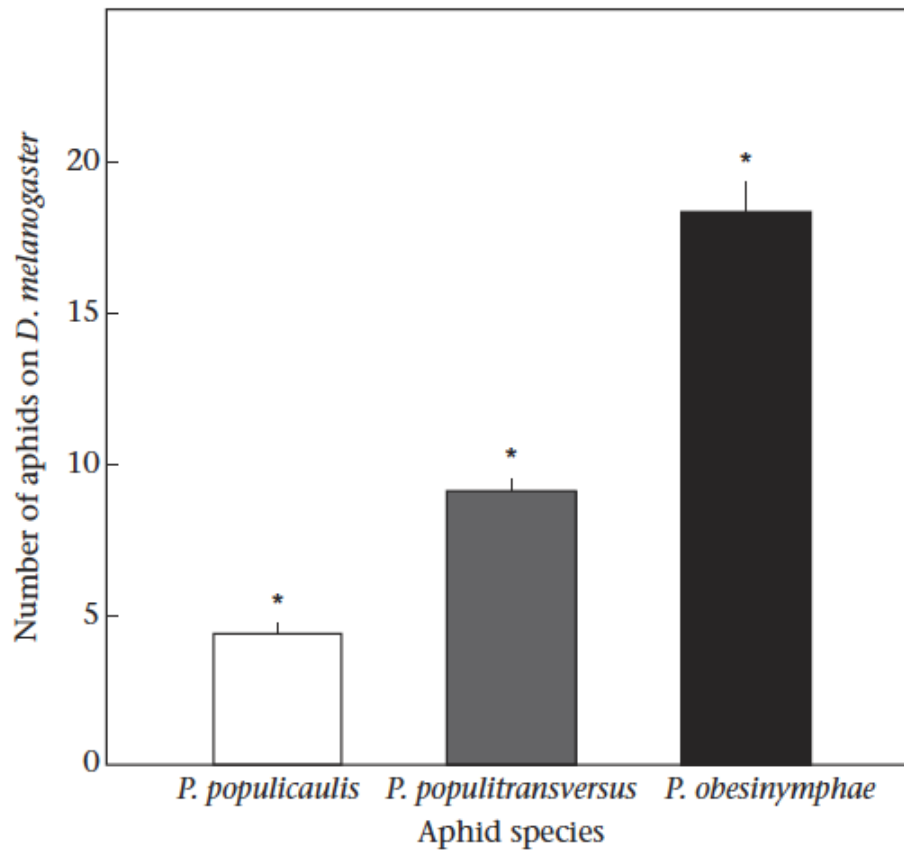 Number of aphids on D. melanogaster
20
15
10
5
0
*
*
*
P. populicaulis P. populitransversus P. obesinymphae
Aphid species